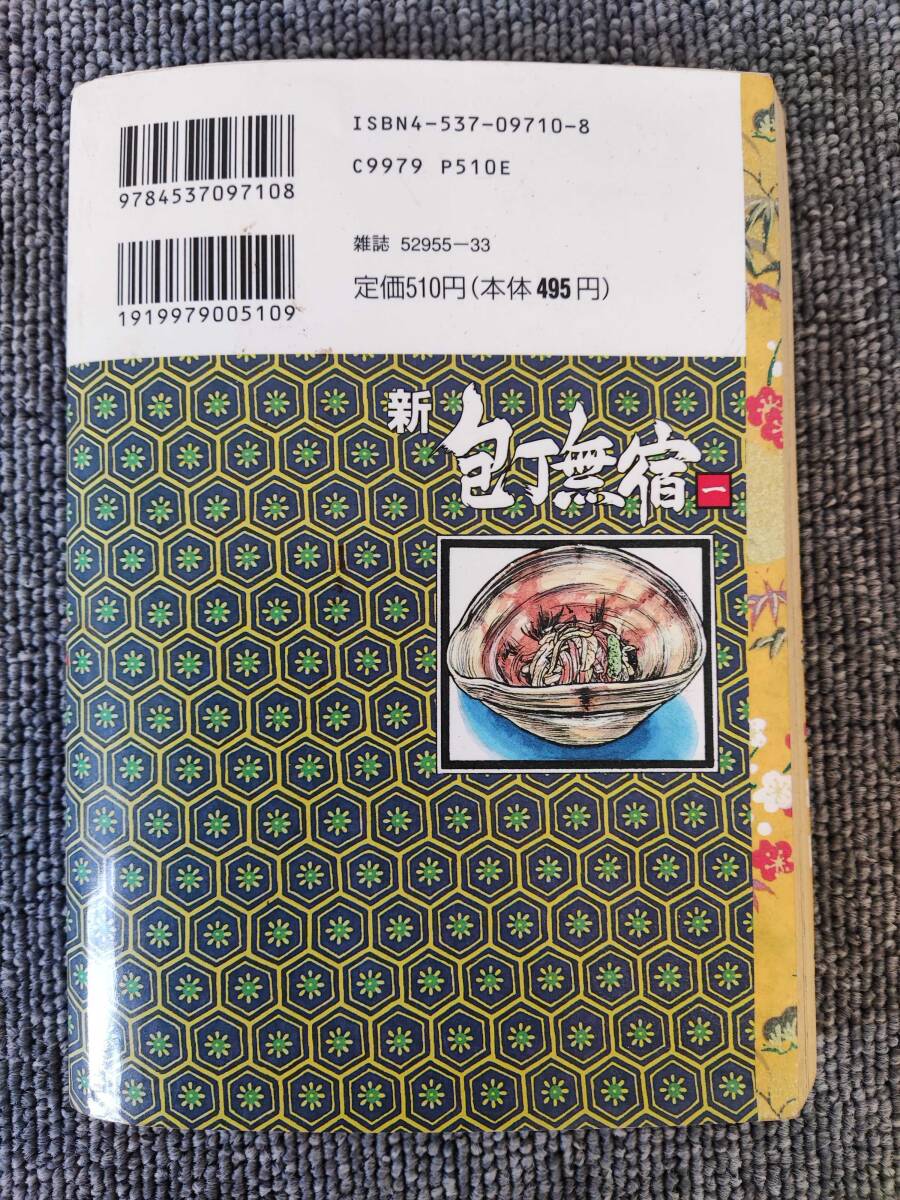 ISBN4-537-09710-8
C9979 P510E
9784537097108
雑誌 52955-33
定価510円(本体495円)
1919979005109
新
包丁無宿 一